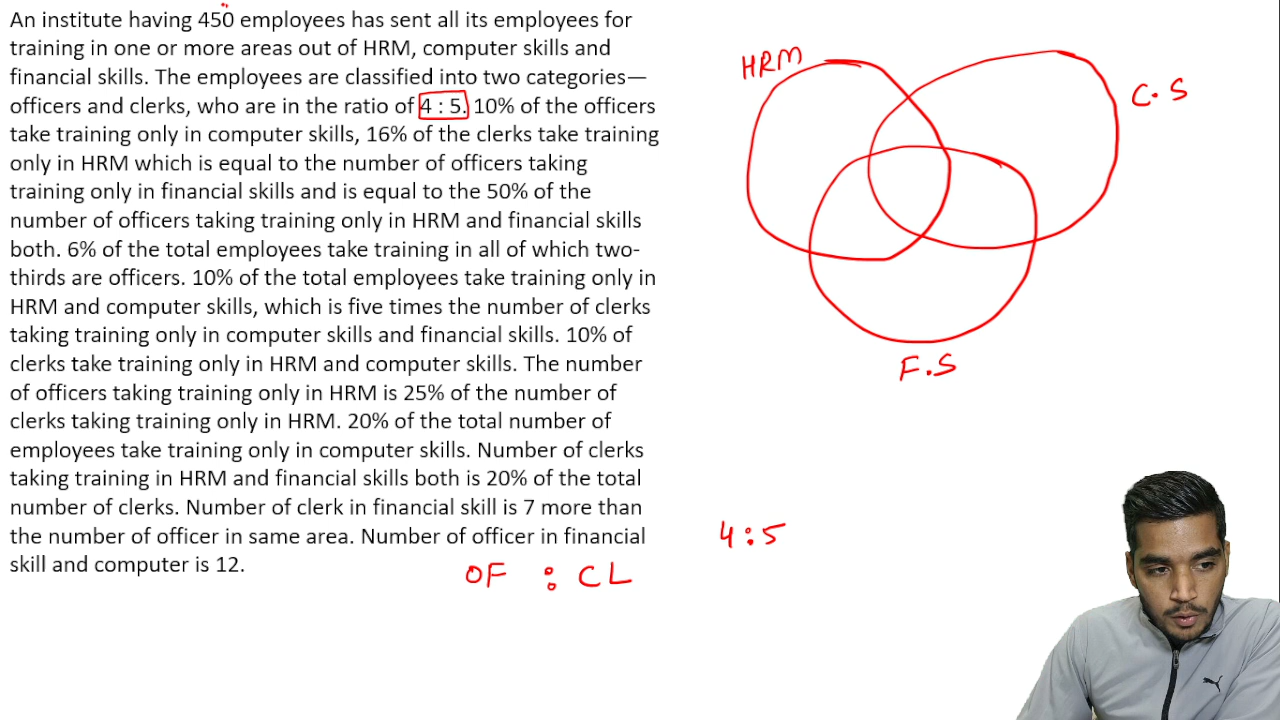 An institute having 450 employees has sent all its employees for
training in one or more areas out of HRM, computer skills and
financial skills. The employees are classified into two categories—
officers and clerks, who are in the ratio of 4 : 5. 10% of the officers
take training only in computer skills, 16% of the clerks take training
only in HRM which is equal to the number of officers taking
training only in financial skills and is equal to the 50% of the
number of officers taking training only in HRM and financial skills
both. 6% of the total employees take training in all of which two-
thirds are officers. 10% of the total employees take training only in
HRM and computer skills, which is five times the number of clerks
taking training only in computer skills and financial skills. 10% of
clerks take training only in HRM and computer skills. The number
of officers taking training only in HRM is 25% of the number of
clerks taking training only in HRM. 20% of the total number of
employees take training only in computer skills. Number of clerks
taking training in HRM and financial skills both is 20% of the total
number of clerks. Number of clerk in financial skill is 7 more than
the number of officer in same area. Number of officer in financial
skill and computer is 12.
OF : CL
HRM
C.S
F.S
4:5